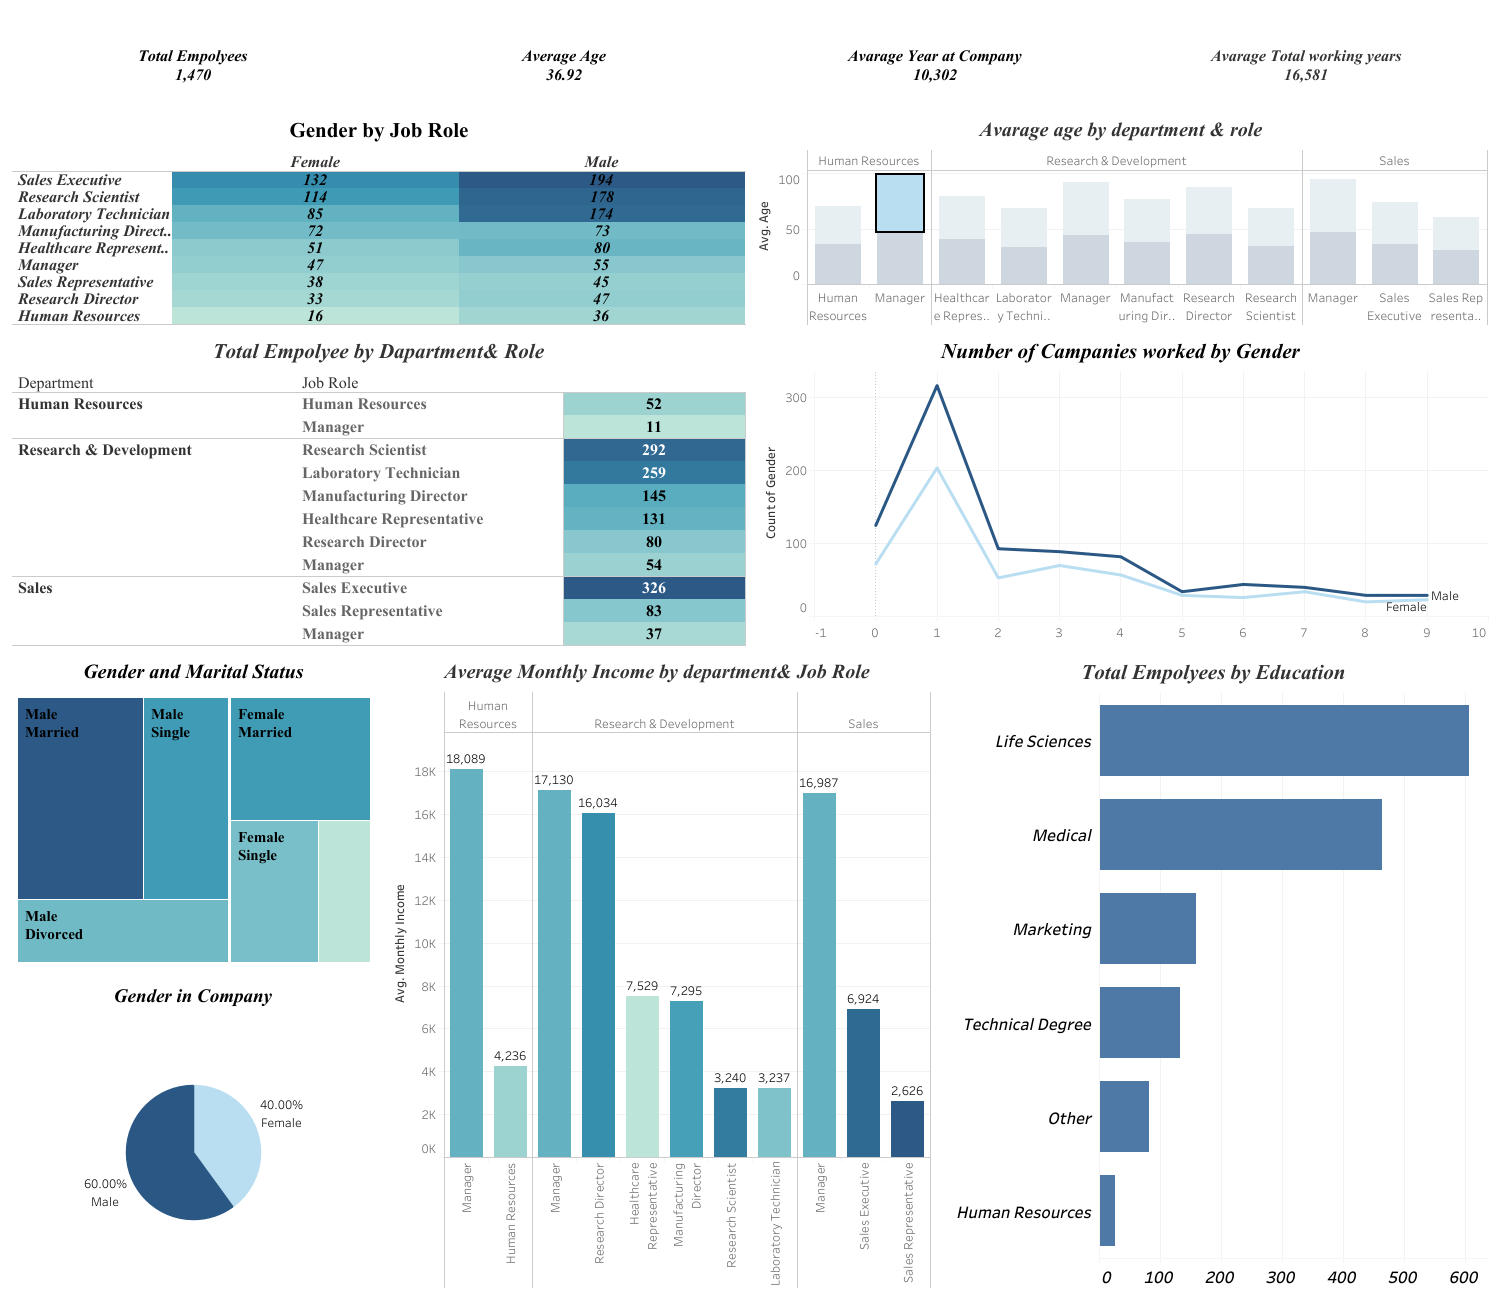 Total Empolyees
1,470
Average Age
36.92
Avarage Year at Company
10,302
Avarage Total working years
16,581
Gender by Job Role
Female Male
Sales Executive 132 194
Research Scientist 114 178
Laboratory Technician 85 174
Manufacturing Direct.. 72 73
Healthcare Represent.. 51 80
Manager 47 55
Sales Representative 38 45
Research Director 33 47
Human Resources 16 36
Avarage age by department & role
Human Resources Research & Development Sales
100
50
0
Avg. Age
Human
Resources
Manager
Healthcar
e Repres..
Laborator
y Techni..
Manager
Manufact
uring Dir..
Research
Director
Research
Scientist
Manager
Sales
Executive
Sales Rep
resenta..
Total Empolyee by Dapartment& Role
Department Job Role
Human Resources Human Resources 52
Manager 11
Research & Development Research Scientist 292
Laboratory Technician 259
Manufacturing Director 145
Healthcare Representative 131
Research Director 80
Manager 54
Sales Sales Executive 326
Sales Representative 83
Manager 37
Number of Campanies worked by Gender
300
200
100
0
Count of Gender
Male
Female
-1 0 1 2 3 4 5 6 7 8 9 10
Gender and Marital Status
Male
Married
Male
Single
Female
Married
Female
Single
Male
Divorced
Gender in Company
40.00%
Female
60.00%
Male
Average Monthly Income by department& Job Role
Human
Resources
Research & Development
Sales
18K
16K
14K
12K
10K
8K
6K
4K
2K
0K
Avg. Monthly Income
18,089
4,236
17,130
16,034
7,529
7,295
3,240
3,237
16,987
6,924
2,626
Manager
Human Resources
Manager
Research Director
Healthcare
Representative
Manufacturing
Director
Research Scientist
Laboratory Technician
Manager
Sales Executive
Sales Representative
Total Empolyees by Education
Life Sciences
Medical
Marketing
Technical Degree
Other
Human Resources
0 100 200 300 400 500 600